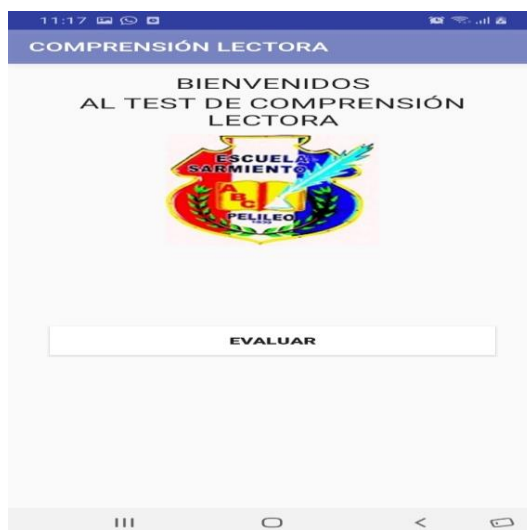 11:17
COMPRENSIÓN LECTORA
BIENVENIDOS
AL TEST DE COMPRENSIÓN
LECTORA
ESCUELA
SARMIENTO
A
B
C
PELILEO
EVALUAR